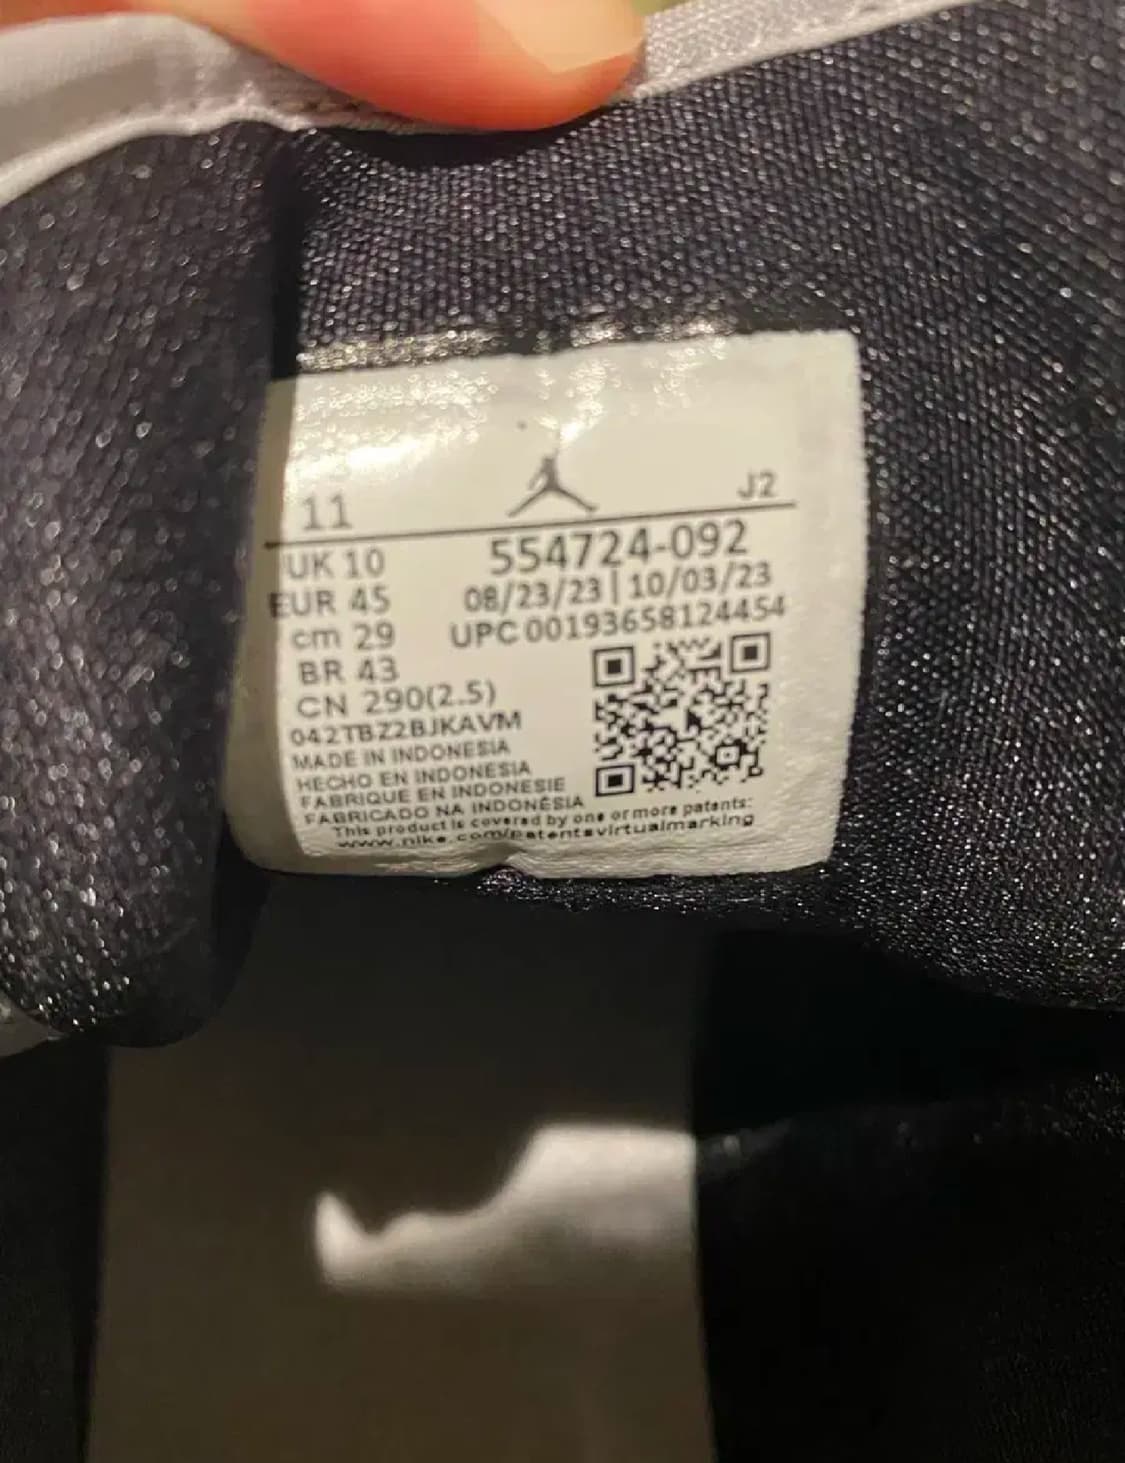 11 J2
UK 10 554724-092
EUR 45 08/23/23 | 10/03/23
cm 29 UPC 00193658124454
BR 43
CN 290(2.5)
042TBZ2BJKAVM
MADE IN INDONESIA
HECHO EN INDONESIA
FABRIQUE EN INDONESIE
FABRICADO NA INDONÉSIA
This product is covered by one or more patents:
www.nike.com/patentsvirtualmarking